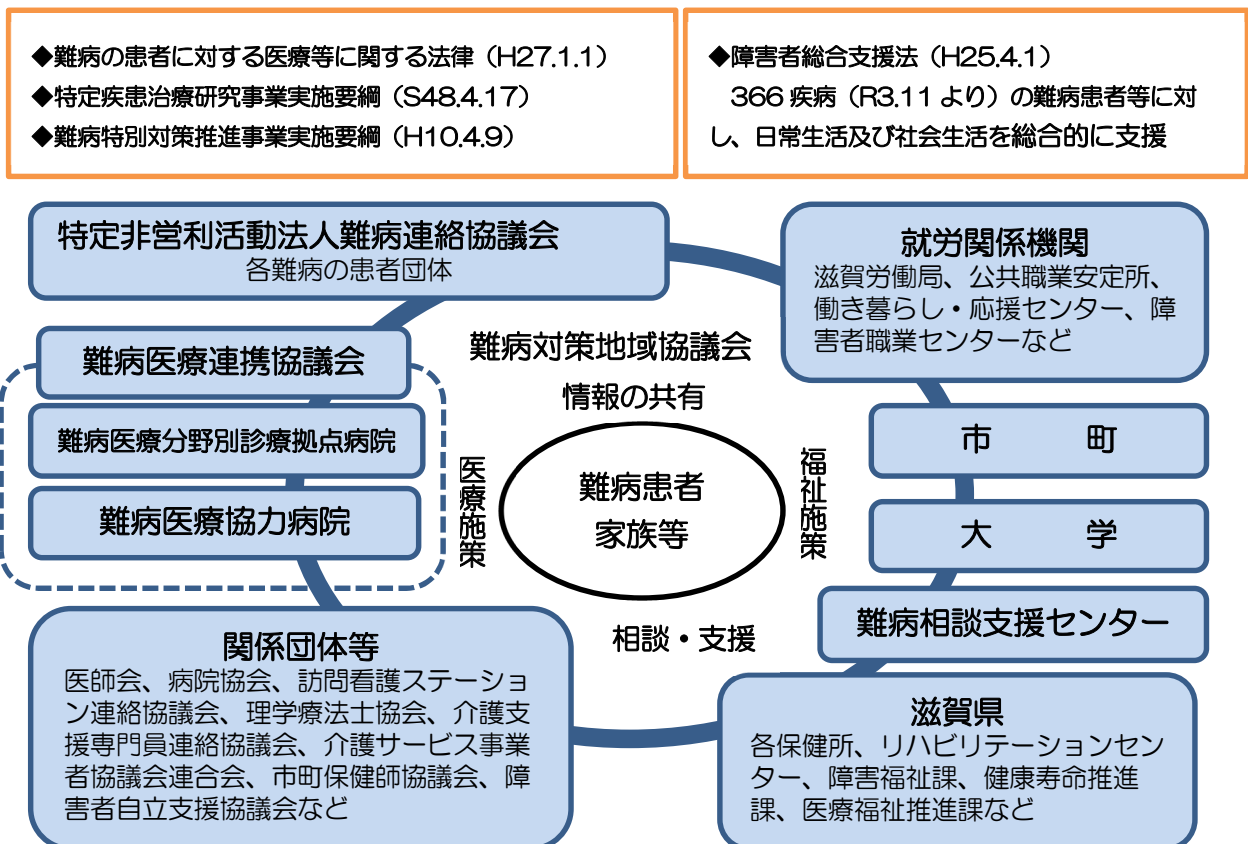 ◆難病の患者に対する医療等に関する法律（H27.1.1）
◆特定疾患治療研究事業実施要綱（S48.4.17）
◆難病特別対策推進事業実施要綱（H10.4.9）
◆障害者総合支援法（H25.4.1）
366 疾病（R3.11 より）の難病患者等に対
し、日常生活及び社会生活を総合的に支援
特定非営利活動法人難病連絡協議会
各難病の患者団体
就労関係機関
滋賀労働局、公共職業安定所、
働き暮らし・応援センター、障
害者職業センターなど
難病医療連携協議会
難病医療分野別診療拠点病院
難病医療協力病院
難病対策地域協議会
情報の共有
医療施策
難病患者
家族等
福祉施策
相談・支援
市　　町
大　　学
難病相談支援センター
関係団体等
医師会、病院協会、訪問看護ステーショ
ン連絡協議会、理学療法士協会、介護支
援専門員連絡協議会、介護サービス事業
者協議会連合会、市町保健師協議会、障
害者自立支援協議会など
滋賀県
各保健所、リハビリテーションセン
ター、障害福祉課、健康寿命推進
課、医療福祉推進課など